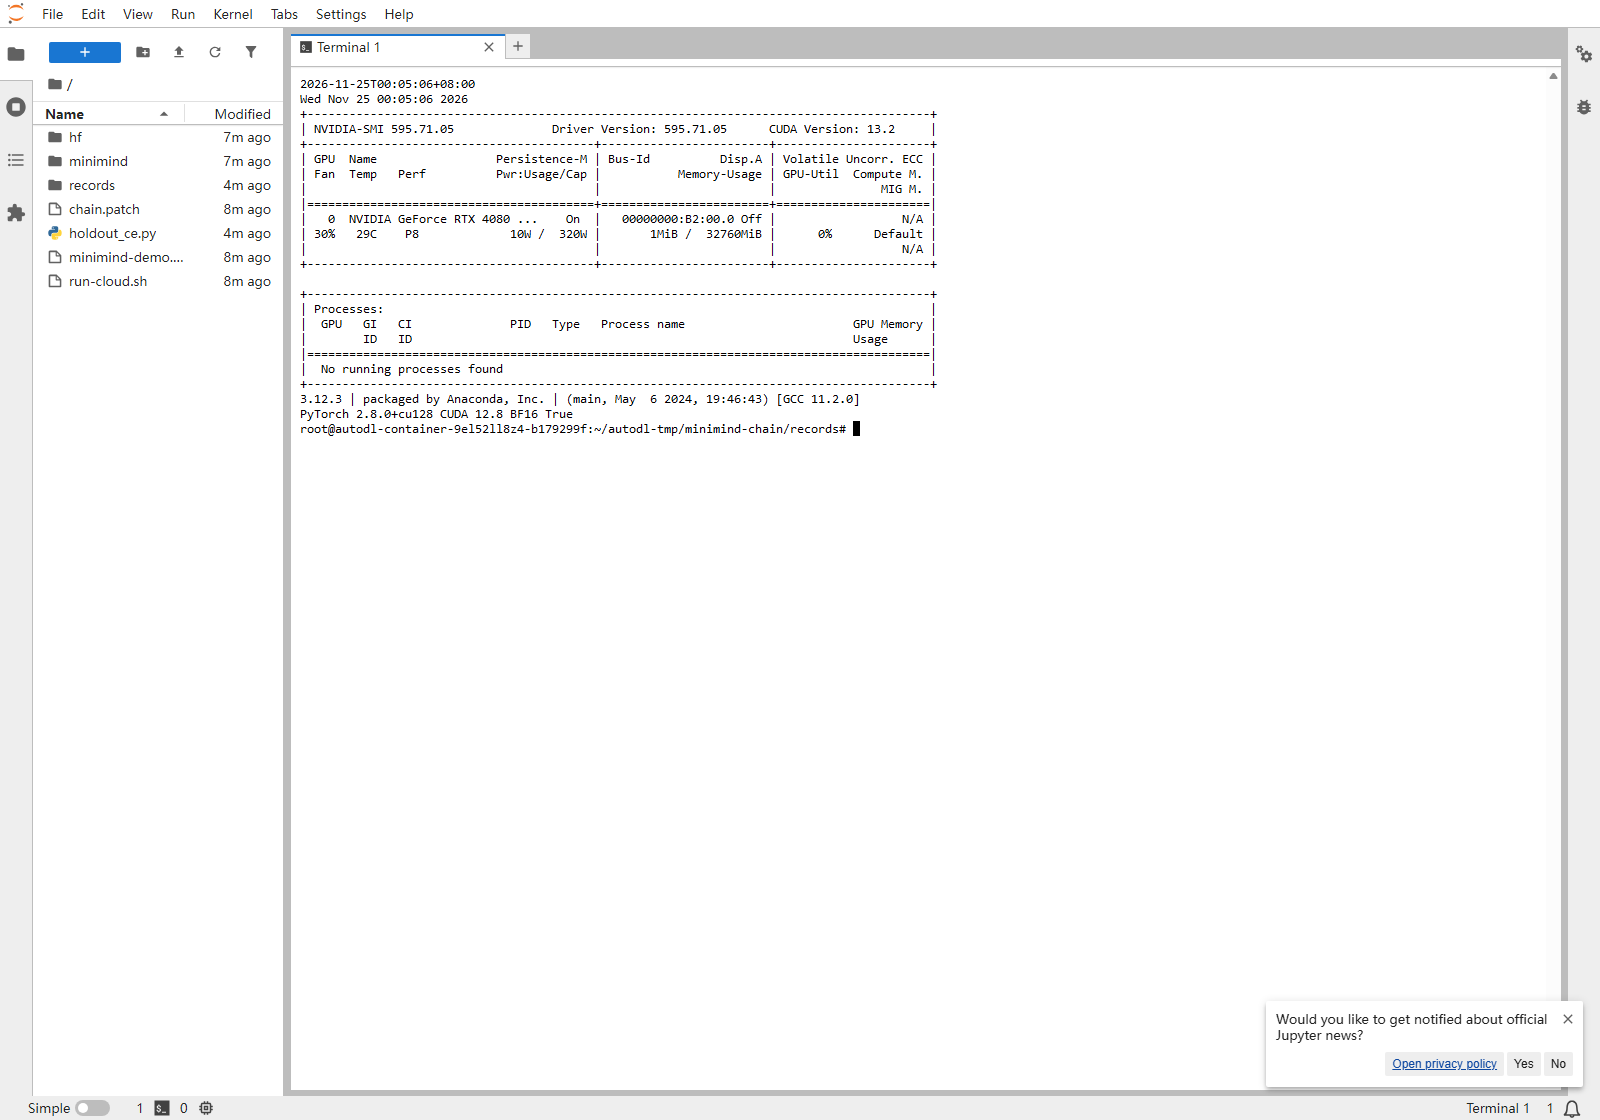 File Edit View Run Kernel Tabs Settings Help
+
/
Name Modified
hf 7m ago
minimind 7m ago
records 4m ago
chain.patch 8m ago
holdout_ce.py 4m ago
minimind-demo.... 8m ago
run-cloud.sh 8m ago
Terminal 1
2026-11-25T00:05:06+08:00
Wed Nov 25 00:05:06 2026
+-----------------------------------------------------------------------------------------+
| NVIDIA-SMI 595.71.05              Driver Version: 595.71.05      CUDA Version: 13.2     |
+-----------------------------------------+------------------------+----------------------+
| GPU  Name                 Persistence-M | Bus-Id          Disp.A | Volatile Uncorr. ECC |
| Fan  Temp   Perf          Pwr:Usage/Cap |           Memory-Usage | GPU-Util  Compute M. |
|                                         |                        |               MIG M. |
|=========================================+========================+======================|
|   0  NVIDIA GeForce RTX 4080 ...    On  |   00000000:B2:00.0 Off |                  N/A |
| 30%   29C    P8             10W /  320W |       1MiB /  32760MiB |      0%      Default |
|                                         |                        |                  N/A |
+-----------------------------------------+------------------------+----------------------+
+-----------------------------------------------------------------------------------------+
| Processes:                                                                              |
|  GPU   GI   CI              PID   Type   Process name                        GPU Memory |
|        ID   ID                                                               Usage      |
|=========================================================================================|
|  No running processes found                                                             |
+-----------------------------------------------------------------------------------------+
3.12.3 | packaged by Anaconda, Inc. | (main, May  6 2024, 19:46:43) [GCC 11.2.0]
PyTorch 2.8.0+cu128 CUDA 12.8 BF16 True
root@autodl-container-9el52ll8z4-b179299f:~/autodl-tmp/minimind-chain/records#
Would you like to get notified about official
Jupyter news?
Open privacy policy Yes No
Simple 1 0 Terminal 1 1